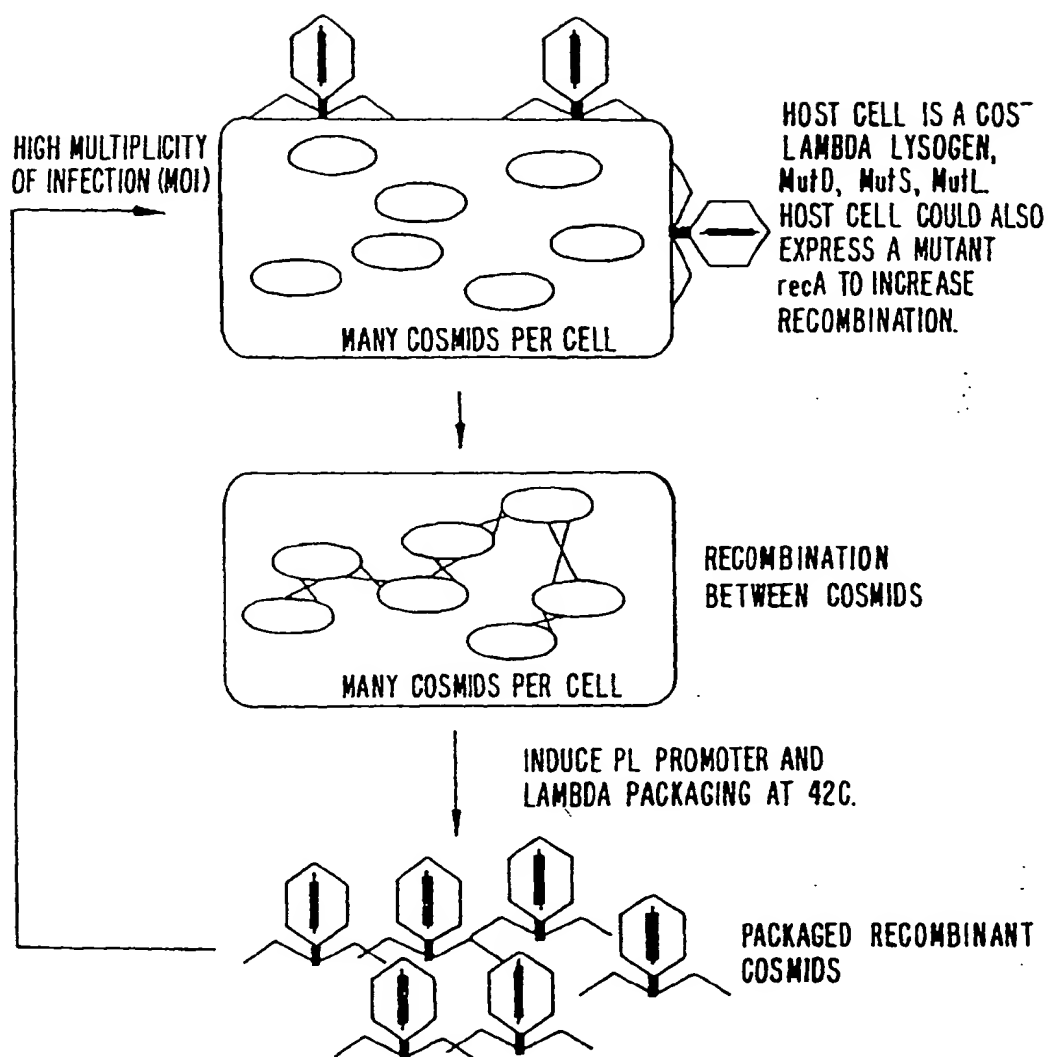 HIGH MULTIPLICITY
OF INFECTION (MOI)
HOST CELL IS A COS⁻
LAMBDA LYSOGEN,
MutD, MutS, MutL.
HOST CELL COULD ALSO
EXPRESS A MUTANT
recA TO INCREASE
RECOMBINATION.
MANY COSMIDS PER CELL
RECOMBINATION
BETWEEN COSMIDS
MANY COSMIDS PER CELL
INDUCE PL PROMOTER AND
LAMBDA PACKAGING AT 42C.
PACKAGED RECOMBINANT
COSMIDS